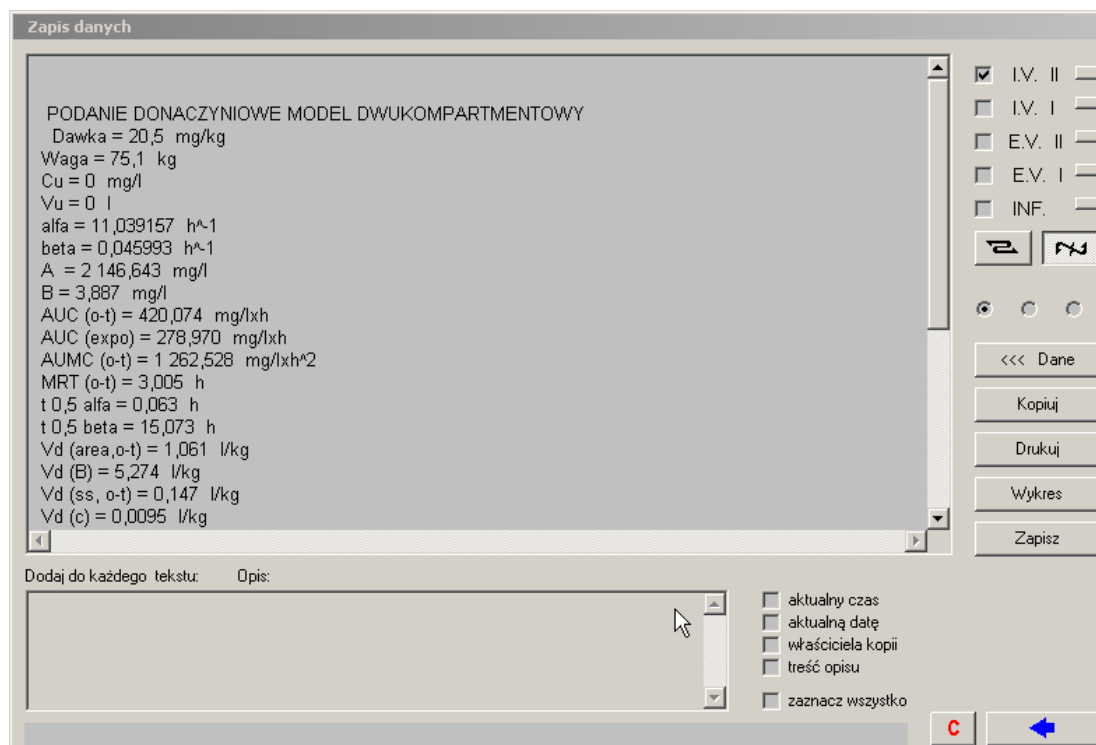 Zapis danych
PODANIE DONACZYNIOWE MODEL DWUKOMPARTMENTOWY
Dawka = 20,5 mg/kg
Waga = 75,1 kg
Cu = 0 mg/l
Vu = 0 l
alfa = 11,039157 h^-1
beta = 0,045993 h^-1
A = 2 146,643 mg/l
B = 3,887 mg/l
AUC (o-t) = 420,074 mg/lxh
AUC (expo) = 278,970 mg/lxh
AUMC (o-t) = 1 262,528 mg/lxh^2
MRT (o-t) = 3,005 h
t 0,5 alfa = 0,063 h
t 0,5 beta = 15,073 h
Vd (area,o-t) = 1,061 l/kg
Vd (B) = 5,274 l/kg
Vd (ss, o-t) = 0,147 l/kg
Vd (c) = 0,0095 l/kg
I.V. II
I.V. I
E.V. II
E.V. I
INF.
<<< Dane
Kopiuj
Drukuj
Wykres
Zapisz
Dodaj do każdego tekstu: Opis:
aktualny czas
aktualną datę
właściciela kopii
treść opisu
zaznacz wszystko
C